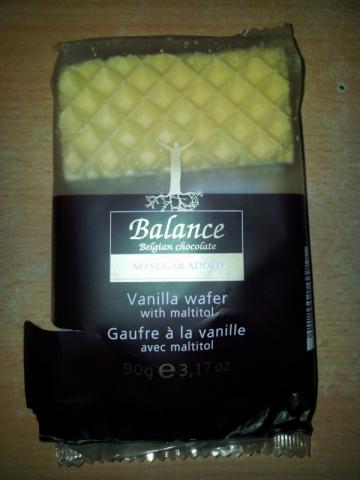 Balance
Belgian chocolate
NO SUGAR ADDED
Vanilla wafer
with maltitol
Gaufre à la vanille
avec maltitol
90g e 3,17 oz